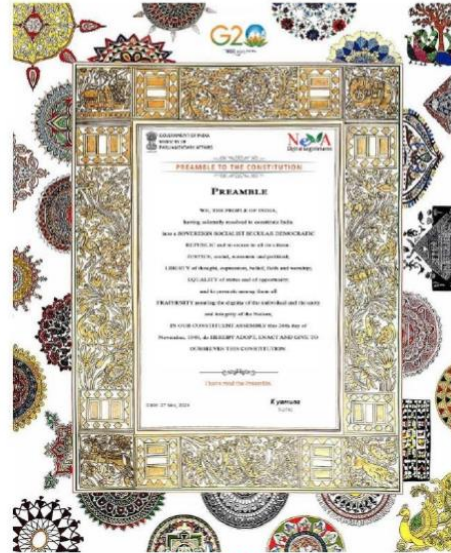 G20
GOVERNMENT OF INDIA
MINISTRY OF
PARLIAMENTARY AFFAIRS
NeVA
PREAMBLE TO THE CONSTITUTION
PREAMBLE
WE, THE PEOPLE OF INDIA,
having solemnly resolved to constitute India
into a SOVEREIGN SOCIALIST SECULAR DEMOCRATIC
REPUBLIC and to secure to all its citizens
JUSTICE, social, economic and political;
LIBERTY of thought, expression, belief, faith and worship;
EQUALITY of status and of opportunity;
and to promote among them all
FRATERNITY assuring the dignity of the individual and the unity
and integrity of the Nation;
IN OUR CONSTITUENT ASSEMBLY this 26th day of
November, 1949, do HEREBY ADOPT, ENACT AND GIVE TO
OURSELVES THIS CONSTITUTION
I have read the Preamble.
K yamuna